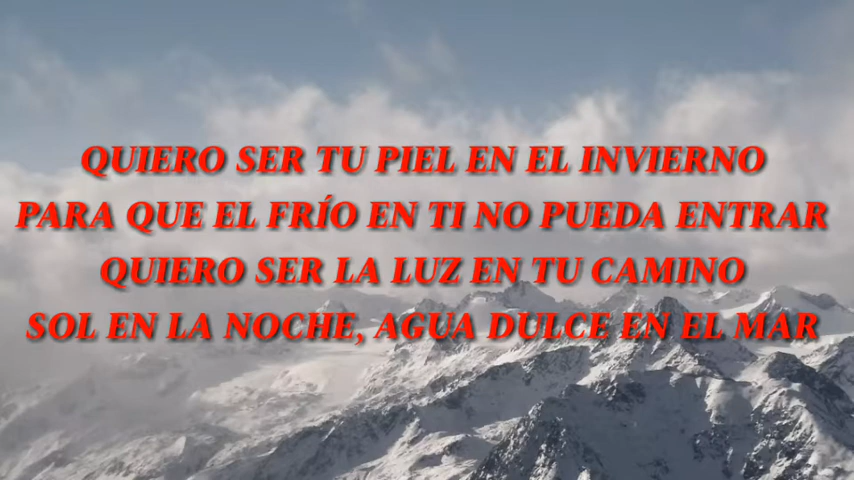 QUIERO SER TU PIEL EN EL INVIERNO
PARA QUE EL FRÍO EN TI NO PUEDA ENTRAR
QUIERO SER LA LUZ EN TU CAMINO
SOL EN LA NOCHE, AGUA DULCE EN EL MAR